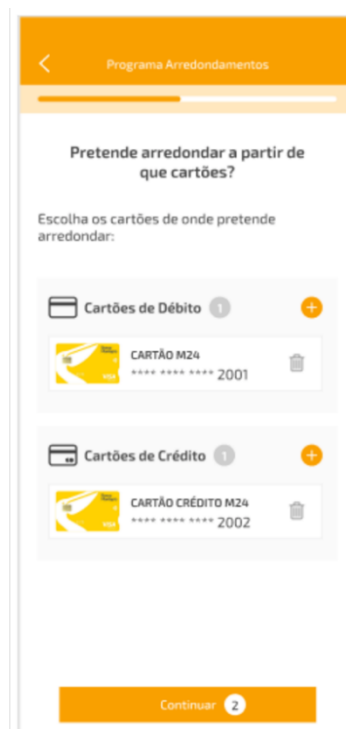 Programa Arredondamentos
Pretende arredondar a partir de
que cartões?
Escolha os cartões de onde pretende
arredondar:
Cartões de Débito 1
CARTÃO M24
**** **** **** 2001
Cartões de Crédito 1
CARTÃO CRÉDITO M24
**** **** **** 2002
Continuar 2